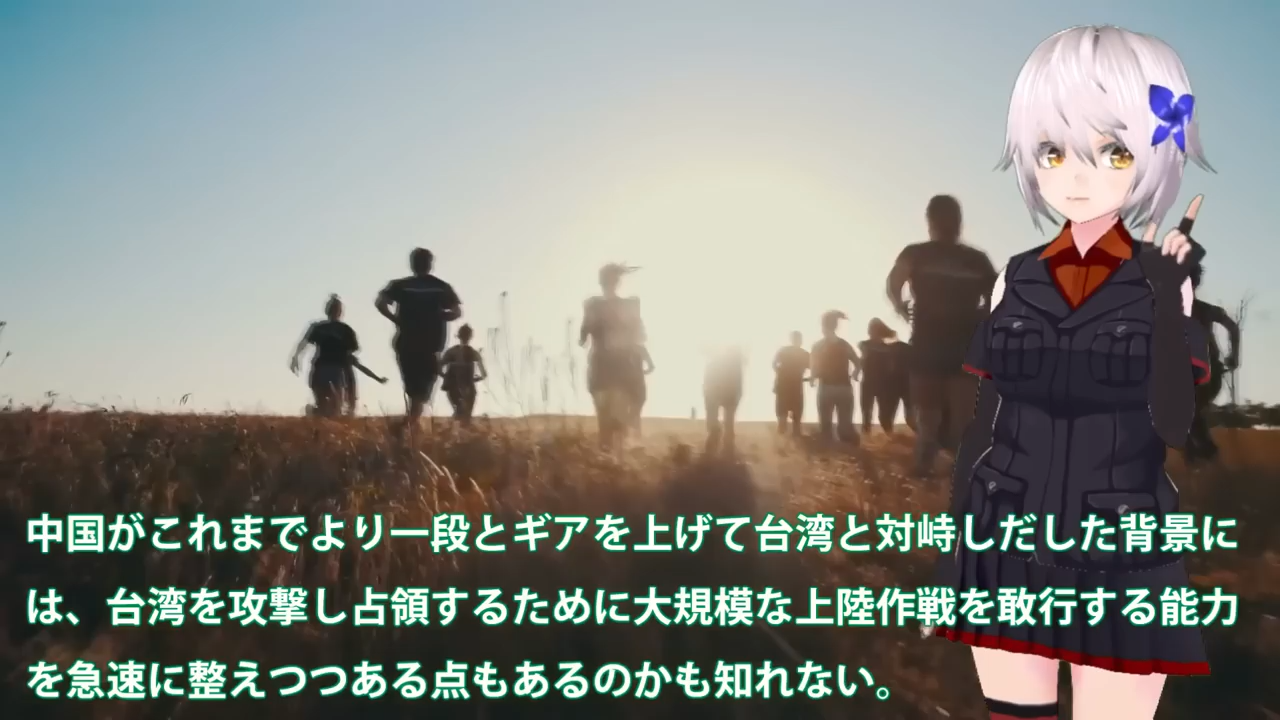 中国がこれまでより一段とギアを上げて台湾と対峙しだした背景に
は、台湾を攻撃し占領するために大規模な上陸作戦を敢行する能力
を急速に整えつつある点もあるのかも知れない。